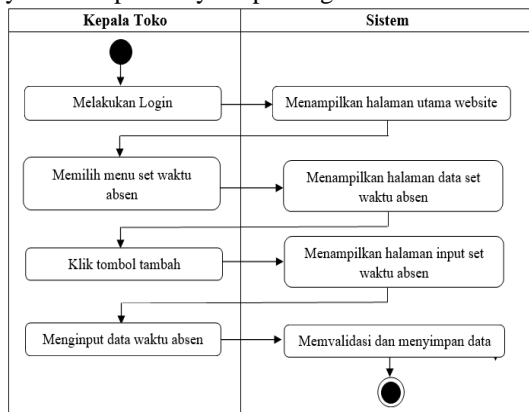 Kepala Toko
Sistem
Melakukan Login
Menampilkan halaman utama website
Memilih menu set waktu
absen
Menampilkan halaman data set
waktu absen
Klik tombol tambah
Menampilkan halaman input set
waktu absen
Menginput data waktu absen
Memvalidasi dan menyimpan data